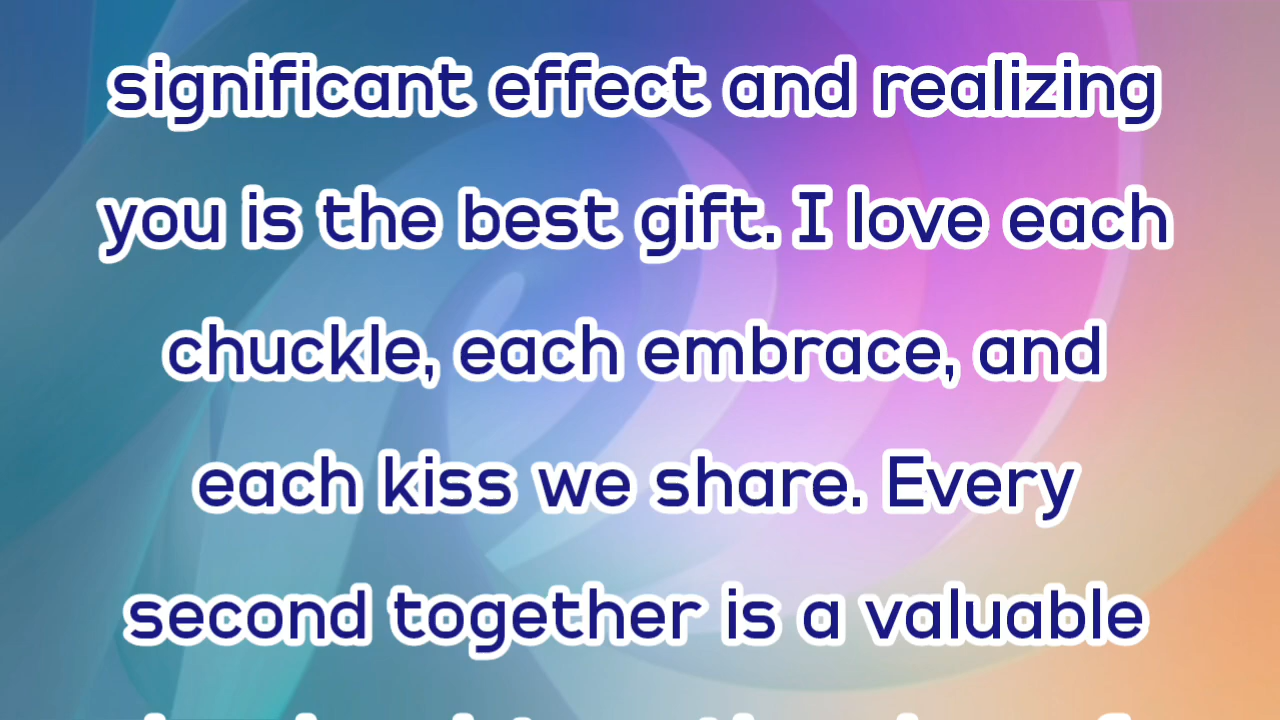 significant effect and realizing
you is the best gift. I love each
chuckle, each embrace, and
each kiss we share. Every
second together is a valuable